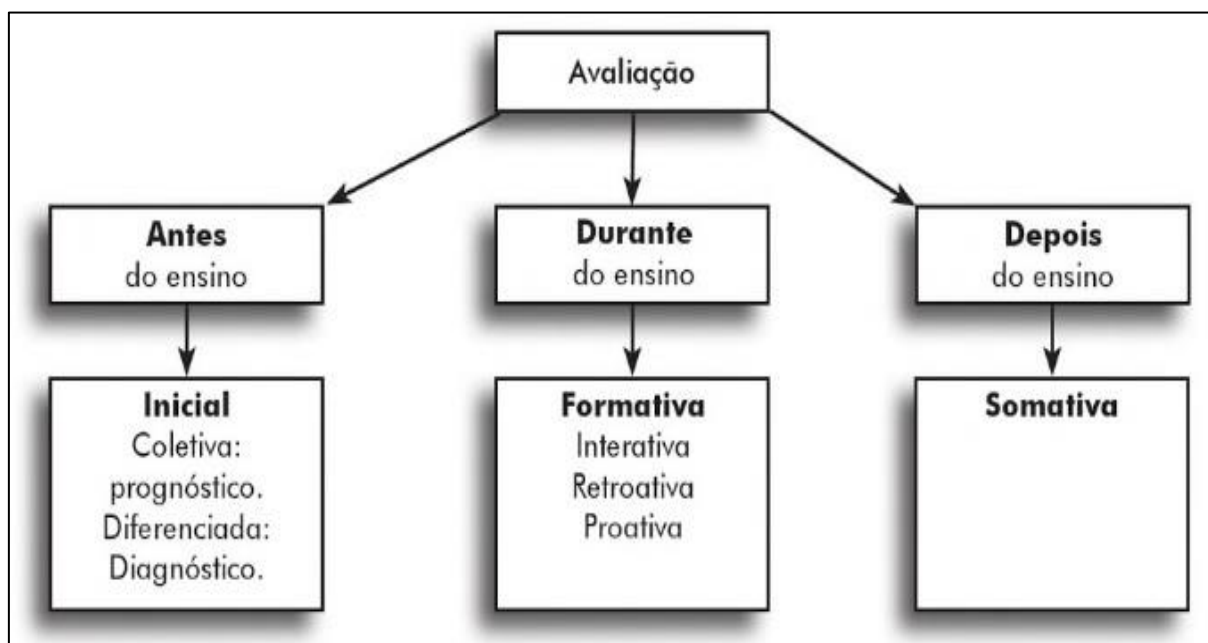 Avaliação
Antes
do ensino
Durante
do ensino
Depois
do ensino
Inicial
Coletiva:
prognóstico.
Diferenciada:
Diagnóstico.
Formativa
Interativa
Retroativa
Proativa
Somativa